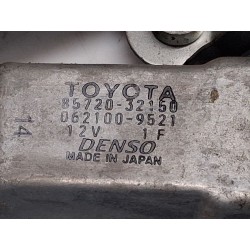 TOYOTA
85720-32150
062100-9521
12V 1F
DENSO
MADE IN JAPAN
14